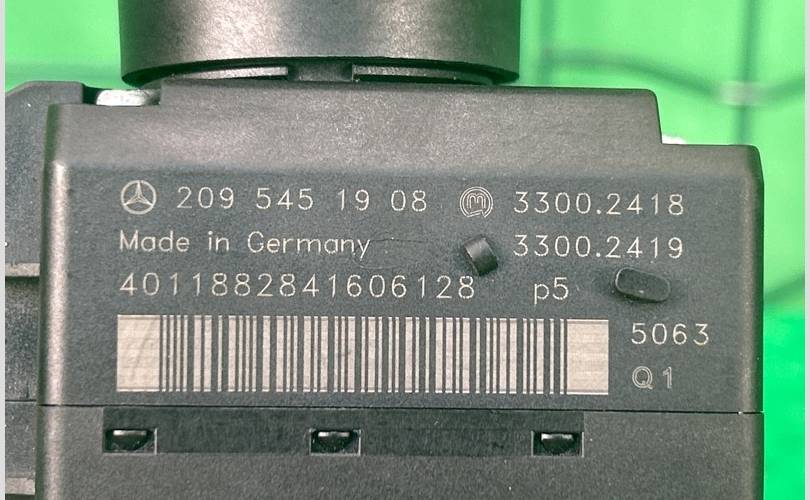 209 545 19 08 3300.2418
Made in Germany 3300.2419
4011882841606128 p5
5063
Q1